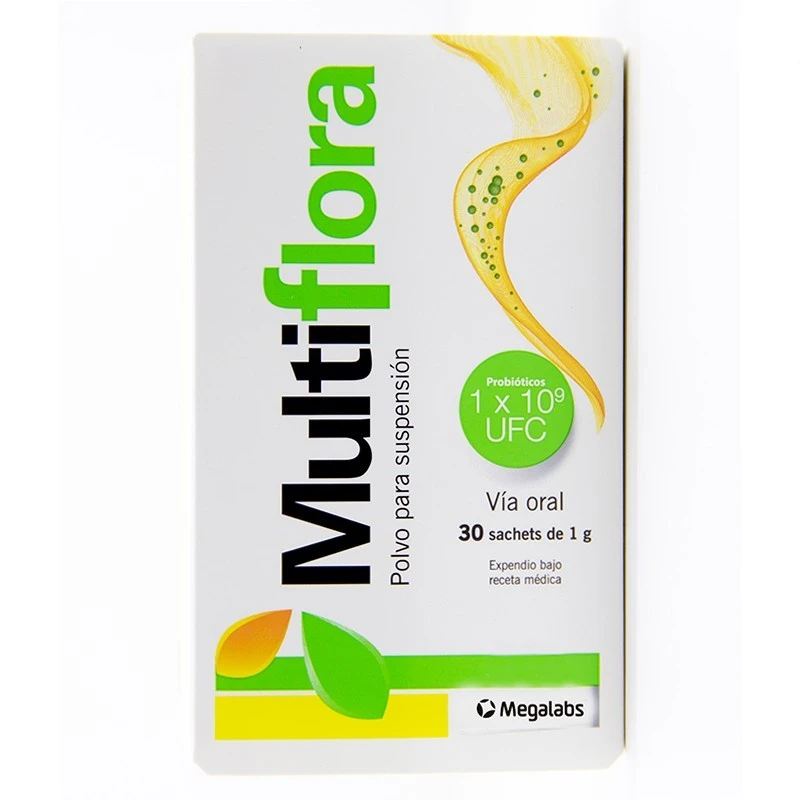 Multiflora
Polvo para suspensión
Probióticos
1 x 10⁹
UFC
Vía oral
30 sachets de 1 g
Expendio bajo
receta médica
Megalabs